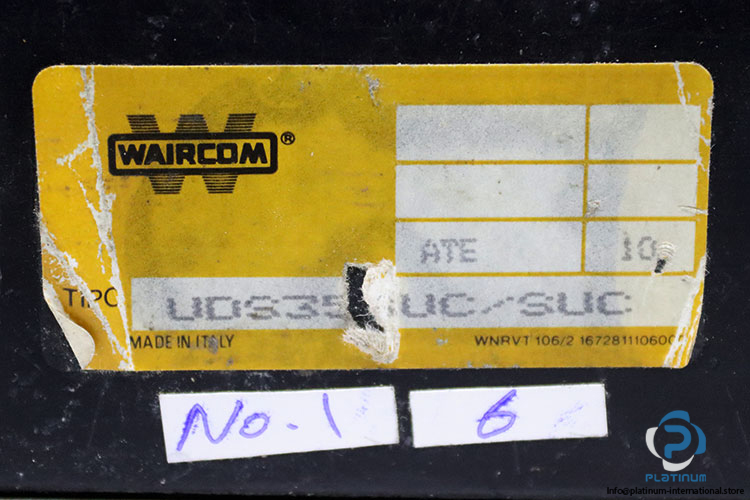 WAIRCOM®
ATE 10
TIPO UDS35 UC/SUC
MADE IN ITALY WNRVT 106/2 167281110600
No. 1 6
PLATINUM
info@platinum-international.store